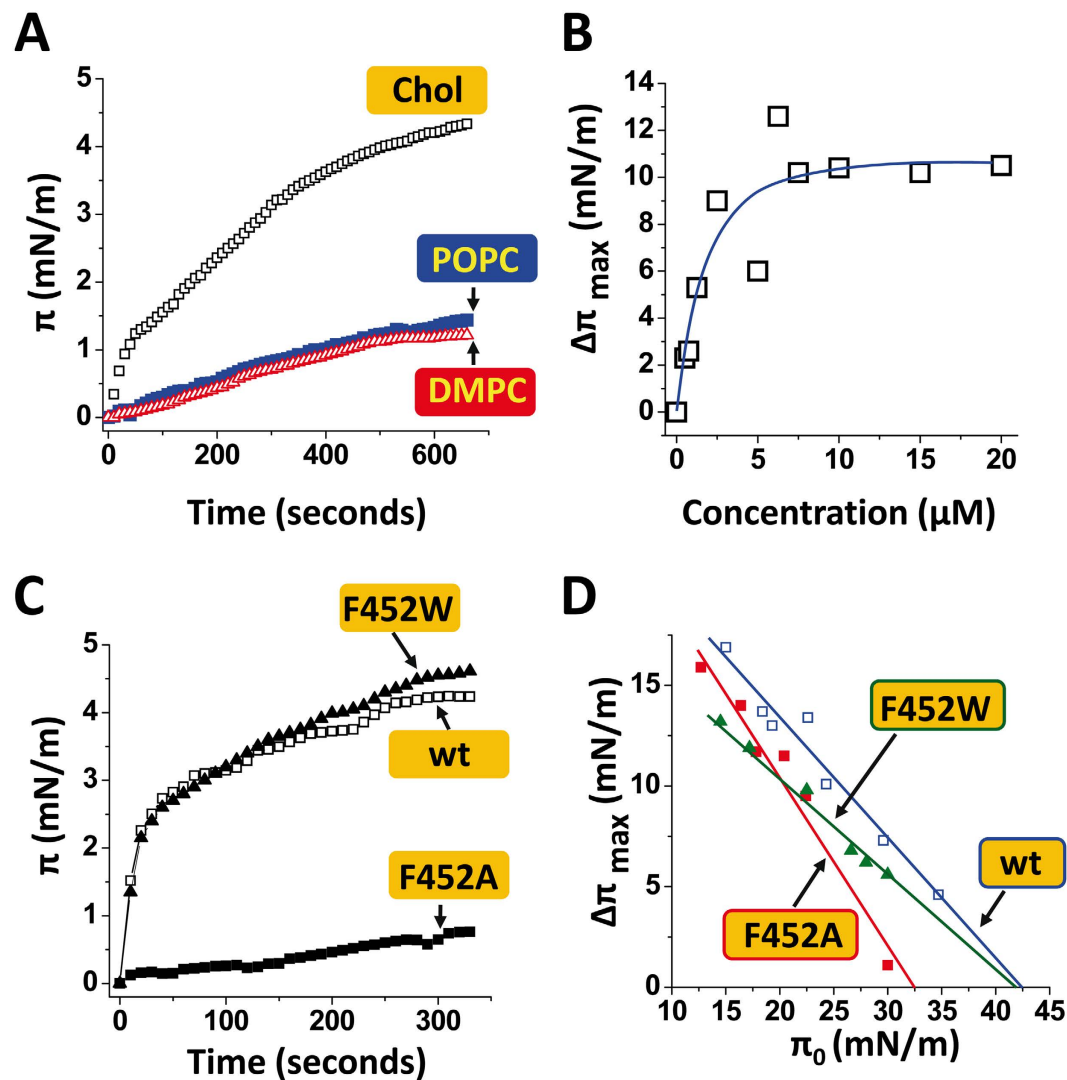 A
Chol
POPC
DMPC
π (mN/m)
5
4
3
2
1
0
0 200 400 600
Time (seconds)
B
Δπ max (mN/m)
14
12
10
8
6
4
2
0
0 5 10 15 20
Concentration (μM)
C
F452W
wt
F452A
π (mN/m)
5
4
3
2
1
0
0 100 200 300
Time (seconds)
D
F452W
wt
F452A
Δπ max (mN/m)
15
10
5
0
10 15 20 25 30 35 40 45
π0 (mN/m)